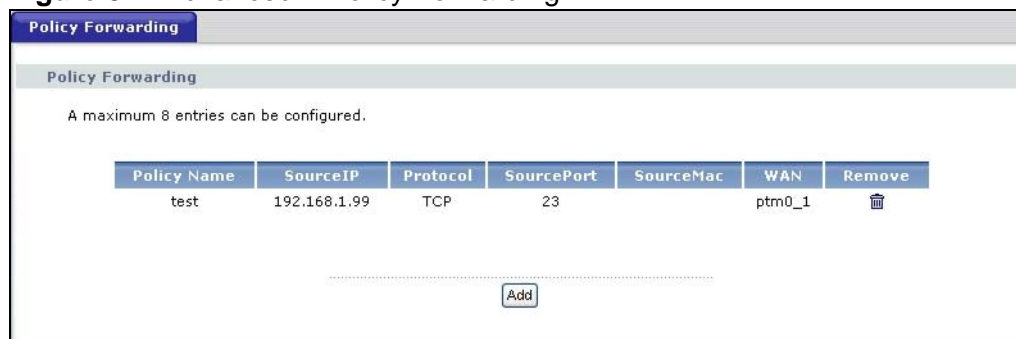 Policy Forwarding
Policy Forwarding
A maximum 8 entries can be configured.
Policy Name SourceIP Protocol SourcePort SourceMac WAN Remove
test 192.168.1.99 TCP 23 ptm0_1
Add